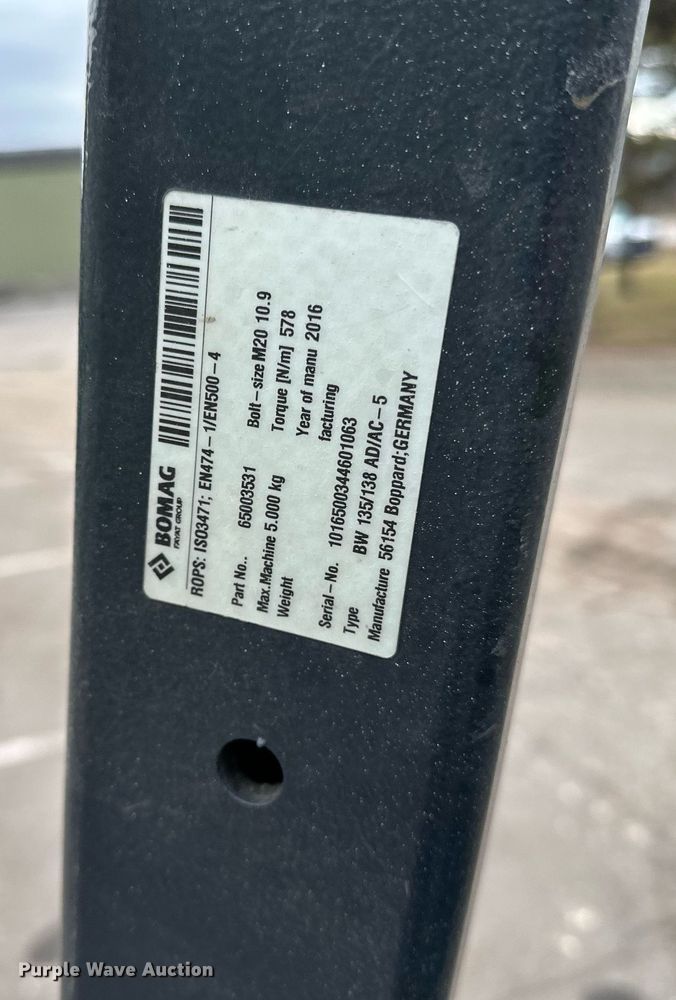 BOMAG
FAYAT GROUP
ROPS: ISO3471; EN474-1/EN500-4
Part No.. 65003531 Bolt-size M20 10.9
Max.Machine 5.000 kg Torque [N/m] 578
Weight Year of manu 2016
facturing
Serial-No. 101650034460​1063
Type BW 135/138 AD/AC-5
Manufacture 56154 Boppard;GERMANY
Purple Wave Auction